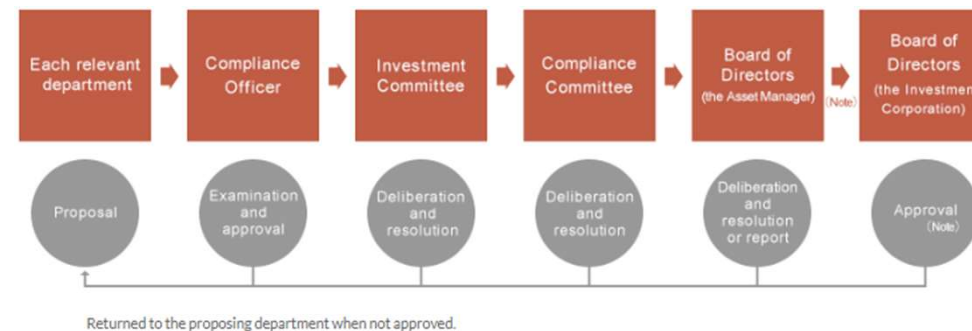 Each relevant
department
Compliance
Officer
Investment
Committee
Compliance
Committee
Board of
Directors
(the Asset Manager)
(Note)
Board of
Directors
(the Investmen
Corporation)
Proposal
Examination
and
approval
Deliberation
and
resolution
Deliberation
and
resolution
Deliberation
and
resolution
or report
Approval
(Note)
Returned to the proposing department when not approved.